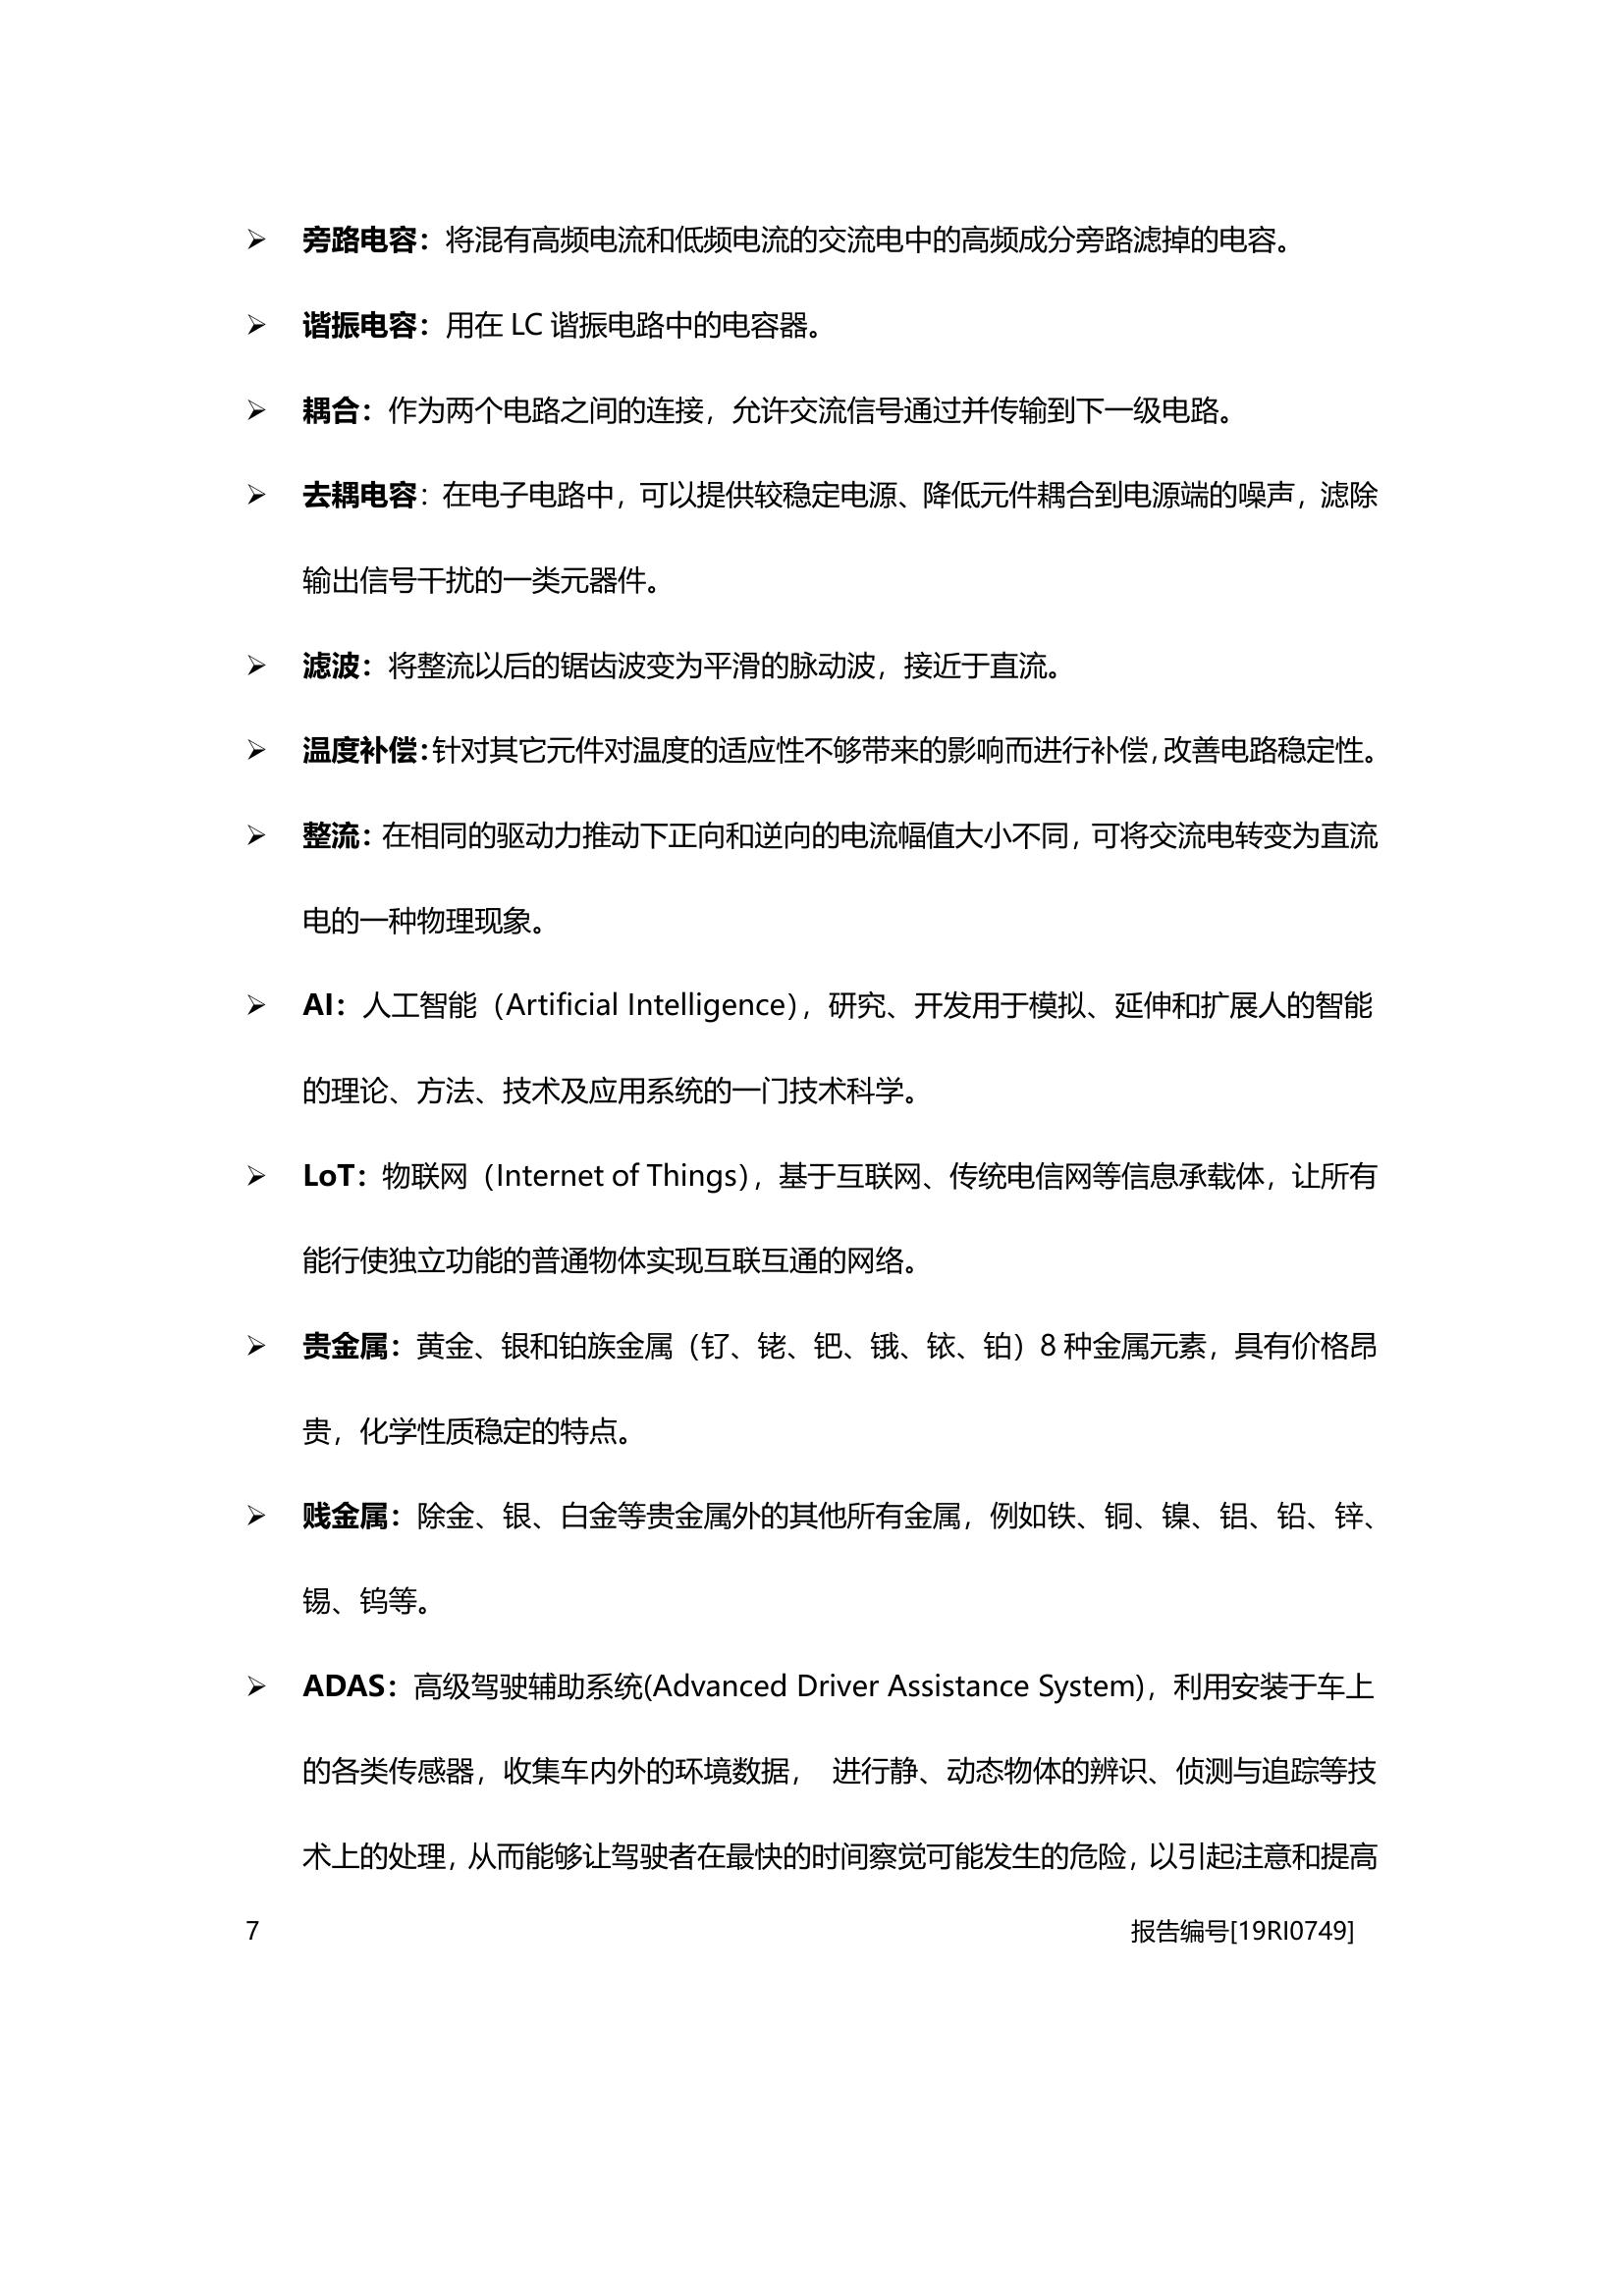 ➢ 旁路电容：将混有高频电流和低频电流的交流电中的高频成分旁路滤掉的电容。
➢ 谐振电容：用在 LC 谐振电路中的电容器。
➢ 耦合：作为两个电路之间的连接，允许交流信号通过并传输到下一级电路。
➢ 去耦电容：在电子电路中，可以提供较稳定电源、降低元件耦合到电源端的噪声，滤除
输出信号干扰的一类元器件。
➢ 滤波：将整流以后的锯齿波变为平滑的脉动波，接近于直流。
➢ 温度补偿：针对其它元件对温度的适应性不够带来的影响而进行补偿，改善电路稳定性。
➢ 整流：在相同的驱动力推动下正向和逆向的电流幅值大小不同，可将交流电转变为直流
电的一种物理现象。
➢ AI：人工智能（Artificial Intelligence），研究、开发用于模拟、延伸和扩展人的智能
的理论、方法、技术及应用系统的一门技术科学。
➢ LoT：物联网（Internet of Things），基于互联网、传统电信网等信息承载体，让所有
能行使独立功能的普通物体实现互联互通的网络。
➢ 贵金属：黄金、银和铂族金属（钌、铑、钯、锇、铱、铂）8 种金属元素，具有价格昂
贵，化学性质稳定的特点。
➢ 贱金属：除金、银、白金等贵金属外的其他所有金属，例如铁、铜、镍、铝、铅、锌、
锡、钨等。
➢ ADAS：高级驾驶辅助系统(Advanced Driver Assistance System)，利用安装于车上
的各类传感器，收集车内外的环境数据， 进行静、动态物体的辨识、侦测与追踪等技
术上的处理，从而能够让驾驶者在最快的时间察觉可能发生的危险，以引起注意和提高
7 报告编号[19RI0749]